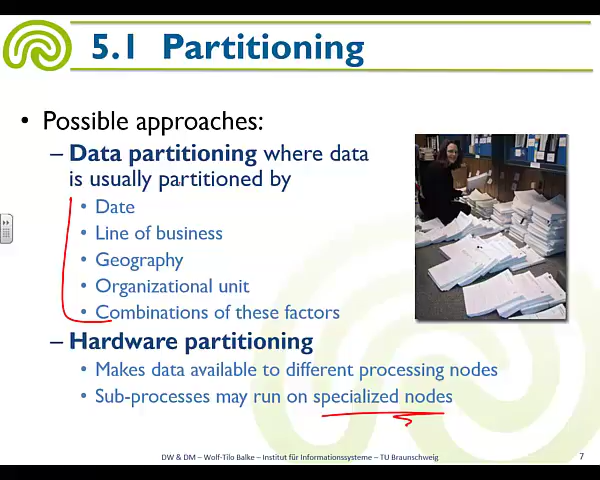 5.1 Partitioning
• Possible approaches:
– Data partitioning where data
is usually partitioned by
• Date
• Line of business
• Geography
• Organizational unit
• Combinations of these factors
– Hardware partitioning
• Makes data available to different processing nodes
• Sub-processes may run on specialized nodes
DW & DM – Wolf-Tilo Balke – Institut für Informationssysteme – TU Braunschweig
7